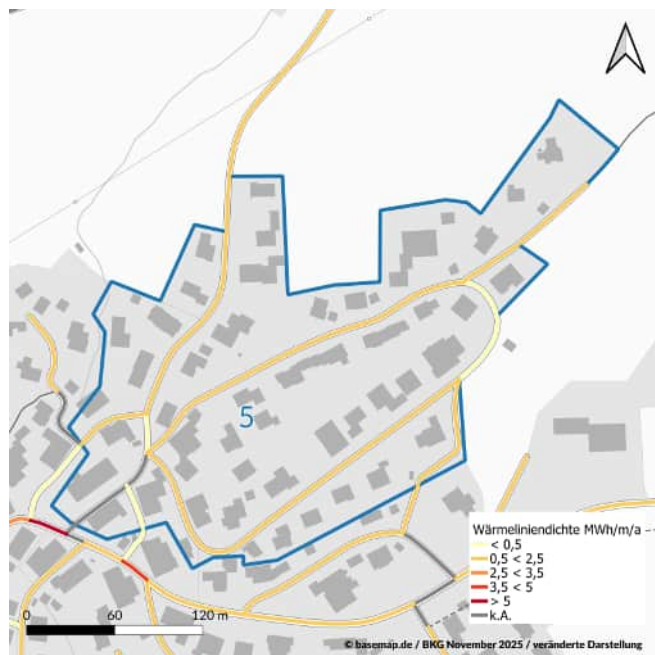 5
Wärmeliniendichte MWh/m/a
< 0,5
0,5 < 2,5
2,5 < 3,5
3,5 < 5
> 5
k.A.
0 60 120 m
© basemap.de / BKG November 2025 / veränderte Darstellung